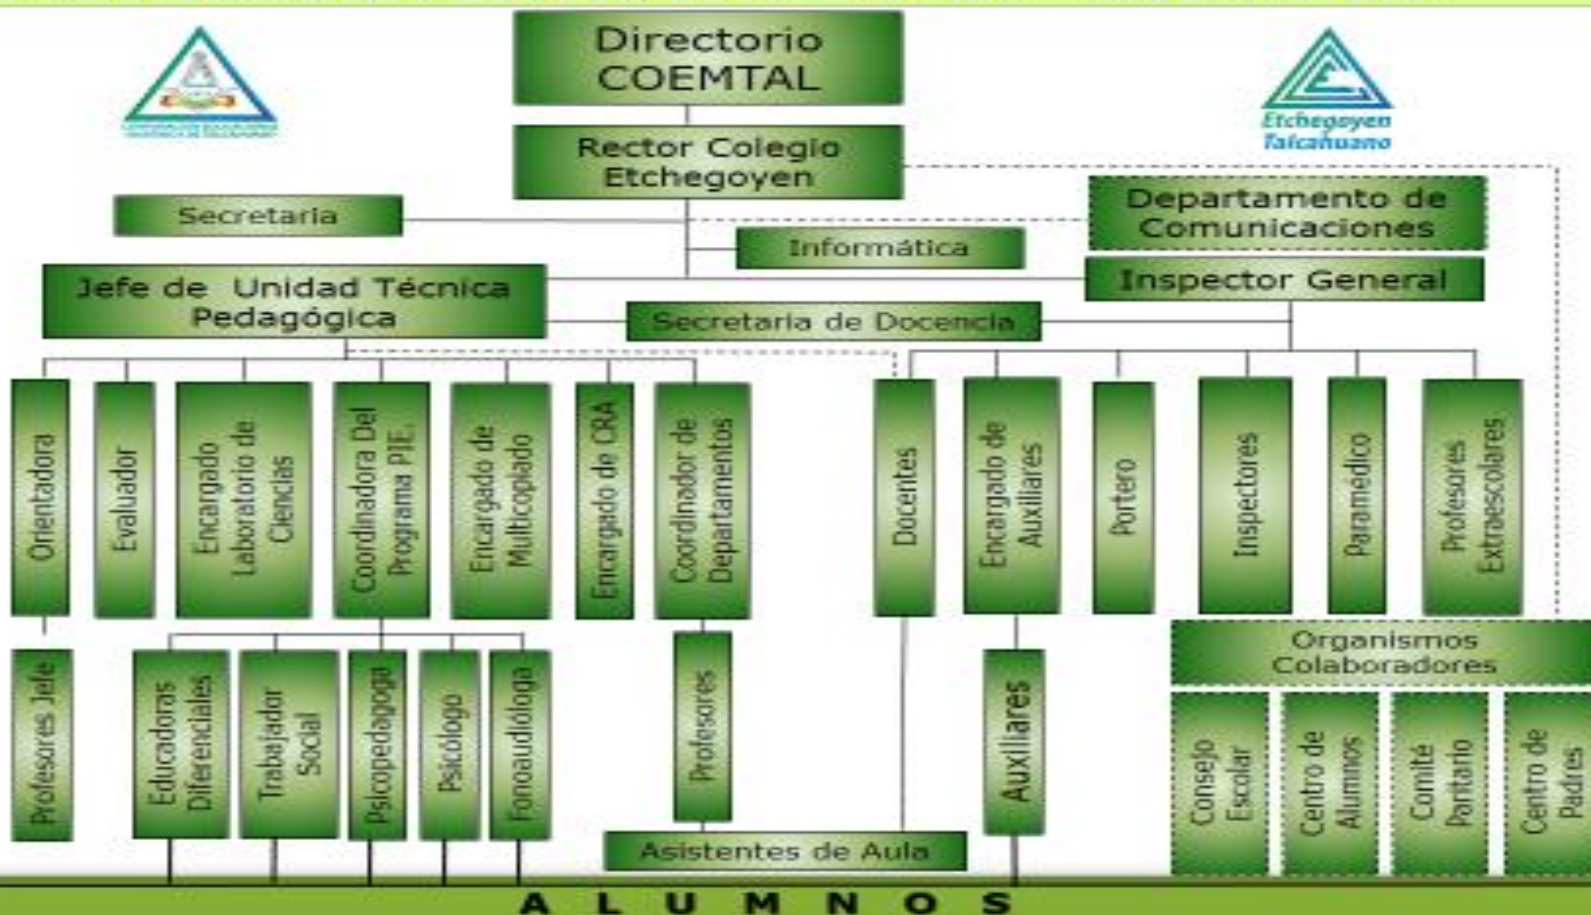 Directorio
COEMTAL
Etchegoyen
Talcahuano
Rector Colegio
Etchegoyen
Secretaria
Departamento de
Comunicaciones
Informática
Jefe de Unidad Técnica
Pedagógica
Inspector General
Secretaria de Docencia
Orientadora
Evaluador
Encargado
Laboratorio de
Ciencias
Coordinadora Del
Programa PIE.
Encargado de
Multicopiado
Encargado de CRA
Coordinador de
Departamentos
Docentes
Encargado de
Auxiliares
Portero
Inspectores
Paramédico
Profesores
Extraescolares
Profesores Jefe
Educadoras
Diferenciales
Trabajador
Social
Psicopedagoga
Psicólogo
Fonoaudióloga
Profesores
Auxiliares
Organismos
Colaboradores
Consejo
Escolar
Centro de
Alumnos
Comité
Paritario
Centro de
Padres
Asistentes de Aula
ALUMNOS